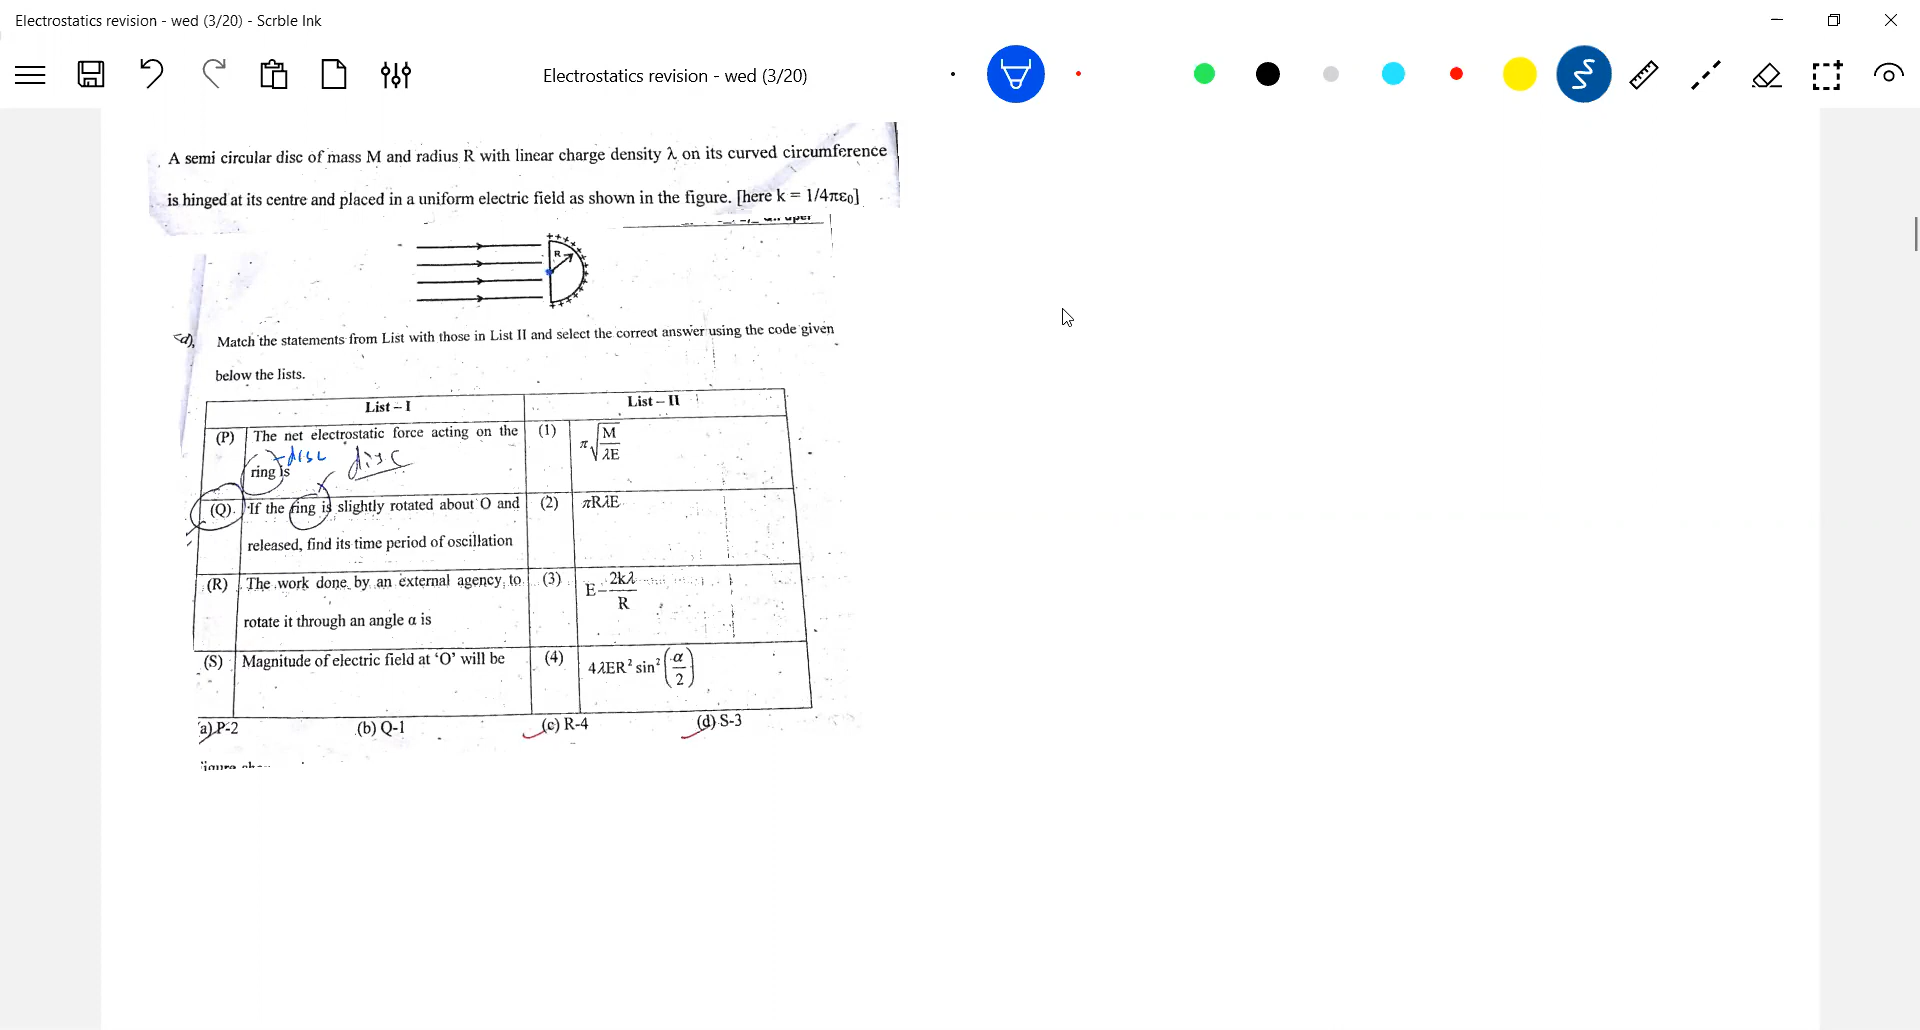 Electrostatics revision - wed (3/20) - Scrble Ink
Electrostatics revision - wed (3/20)
A semi circular disc of mass M and radius R with linear charge density λ on its curved circumference
is hinged at its centre and placed in a uniform electric field as shown in the figure. [here k = 1/4πε₀]
R
Match the statements from List with those in List II and select the correct answer using the code given
below the lists.
List – I List – II
(P) The net electrostatic force acting on the (1) π√(M/λE)
disc disc
ring is
(Q) If the ring is slightly rotated about O and (2) πRλE
released, find its time period of oscillation
(R) The work done by an external agency to (3) E–2kλ/R
rotate it through an angle α is
(S) Magnitude of electric field at ‘O’ will be (4) 4λER² sin²(α/2)
a) P-2 (b) Q-1 (c) R-4 (d) S-3